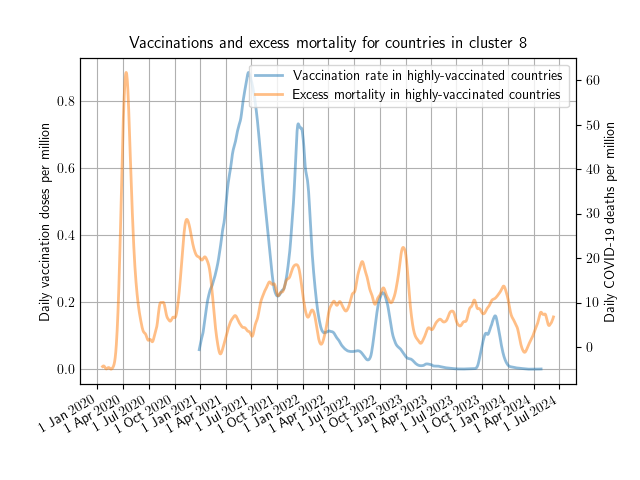 Vaccinations and excess mortality for countries in cluster 8
Vaccination rate in highly-vaccinated countries
Excess mortality in highly-vaccinated countries
Daily vaccination doses per million
0.8
0.6
0.4
0.2
0.0
60
50
40
30
20
10
0
Daily COVID-19 deaths per million
1 Jan 2020
1 Apr 2020
1 Jul 2020
1 Oct 2020
1 Jan 2021
1 Apr 2021
1 Jul 2021
1 Oct 2021
1 Jan 2022
1 Apr 2022
1 Jul 2022
1 Oct 2022
1 Jan 2023
1 Apr 2023
1 Jul 2023
1 Oct 2023
1 Jan 2024
1 Apr 2024
1 Jul 2024